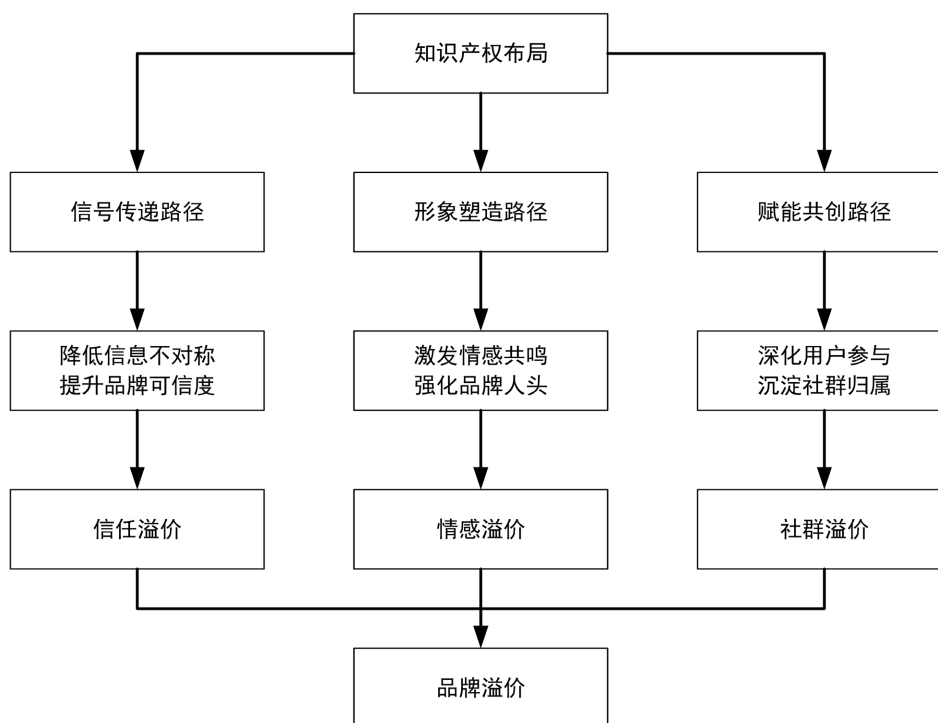 知识产权布局
信号传递路径
形象塑造路径
赋能共创路径
降低信息不对称
提升品牌可信度
激发情感共鸣
强化品牌人头
深化用户参与
沉淀社群归属
信任溢价
情感溢价
社群溢价
品牌溢价